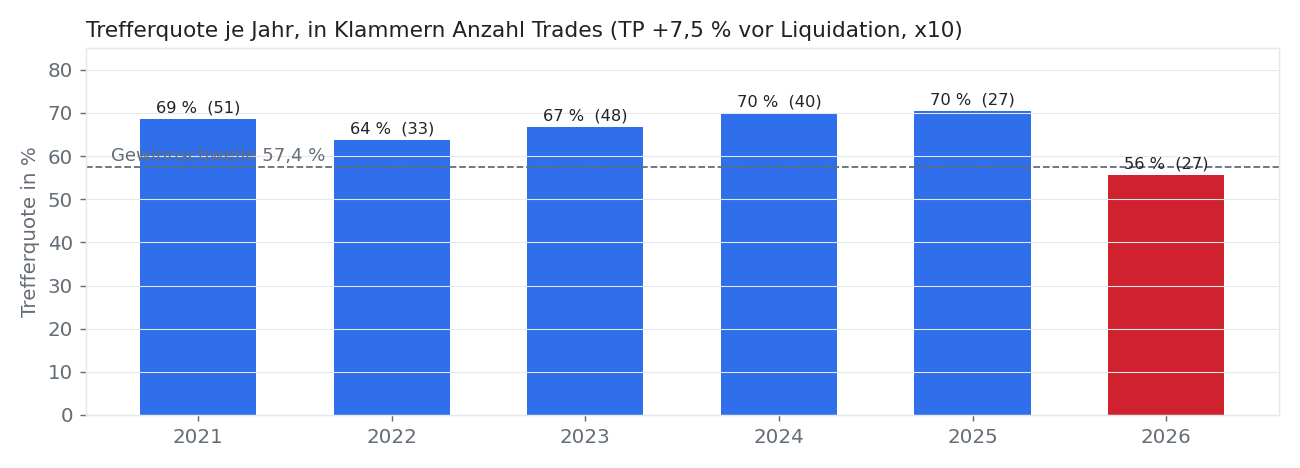 Trefferquote je Jahr, in Klammern Anzahl Trades (TP +7,5 % vor Liquidation, x10)
Trefferquote in %
80
70
60
50
40
30
20
10
0
69 % (51)
64 % (33)
67 % (48)
70 % (40)
70 % (27)
56 % (27)
Gewinnschwelle 57,4 %
2021
2022
2023
2024
2025
2026